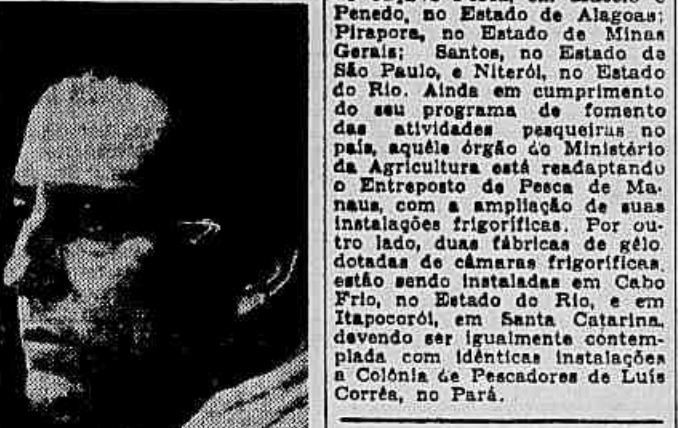 Penedo, no Estado de Alagoas;
Pirapora, no Estado de Minas
Gerais; Santos, no Estado da
São Paulo, e Niterói, no Estado
do Rio. Ainda em cumprimento
do seu programa de fomento
das atividades pesqueiras no
país, aquêle órgão do Ministério
da Agricultura está readaptando
o Entreposto de Pesca de Ma-
naus, com a ampliação de suas
instalações frigoríficas. Por ou-
tro lado, duas fábricas de gêlo
dotadas de câmaras frigoríficas,
estão sendo instaladas em Cabo
Frio, no Estado do Rio, e em
Itapocorói, em Santa Catarina,
devendo ser igualmente contem-
plada com idênticas instalações
a Colônia de Pescadores de Luís
Corrêa, no Pará.